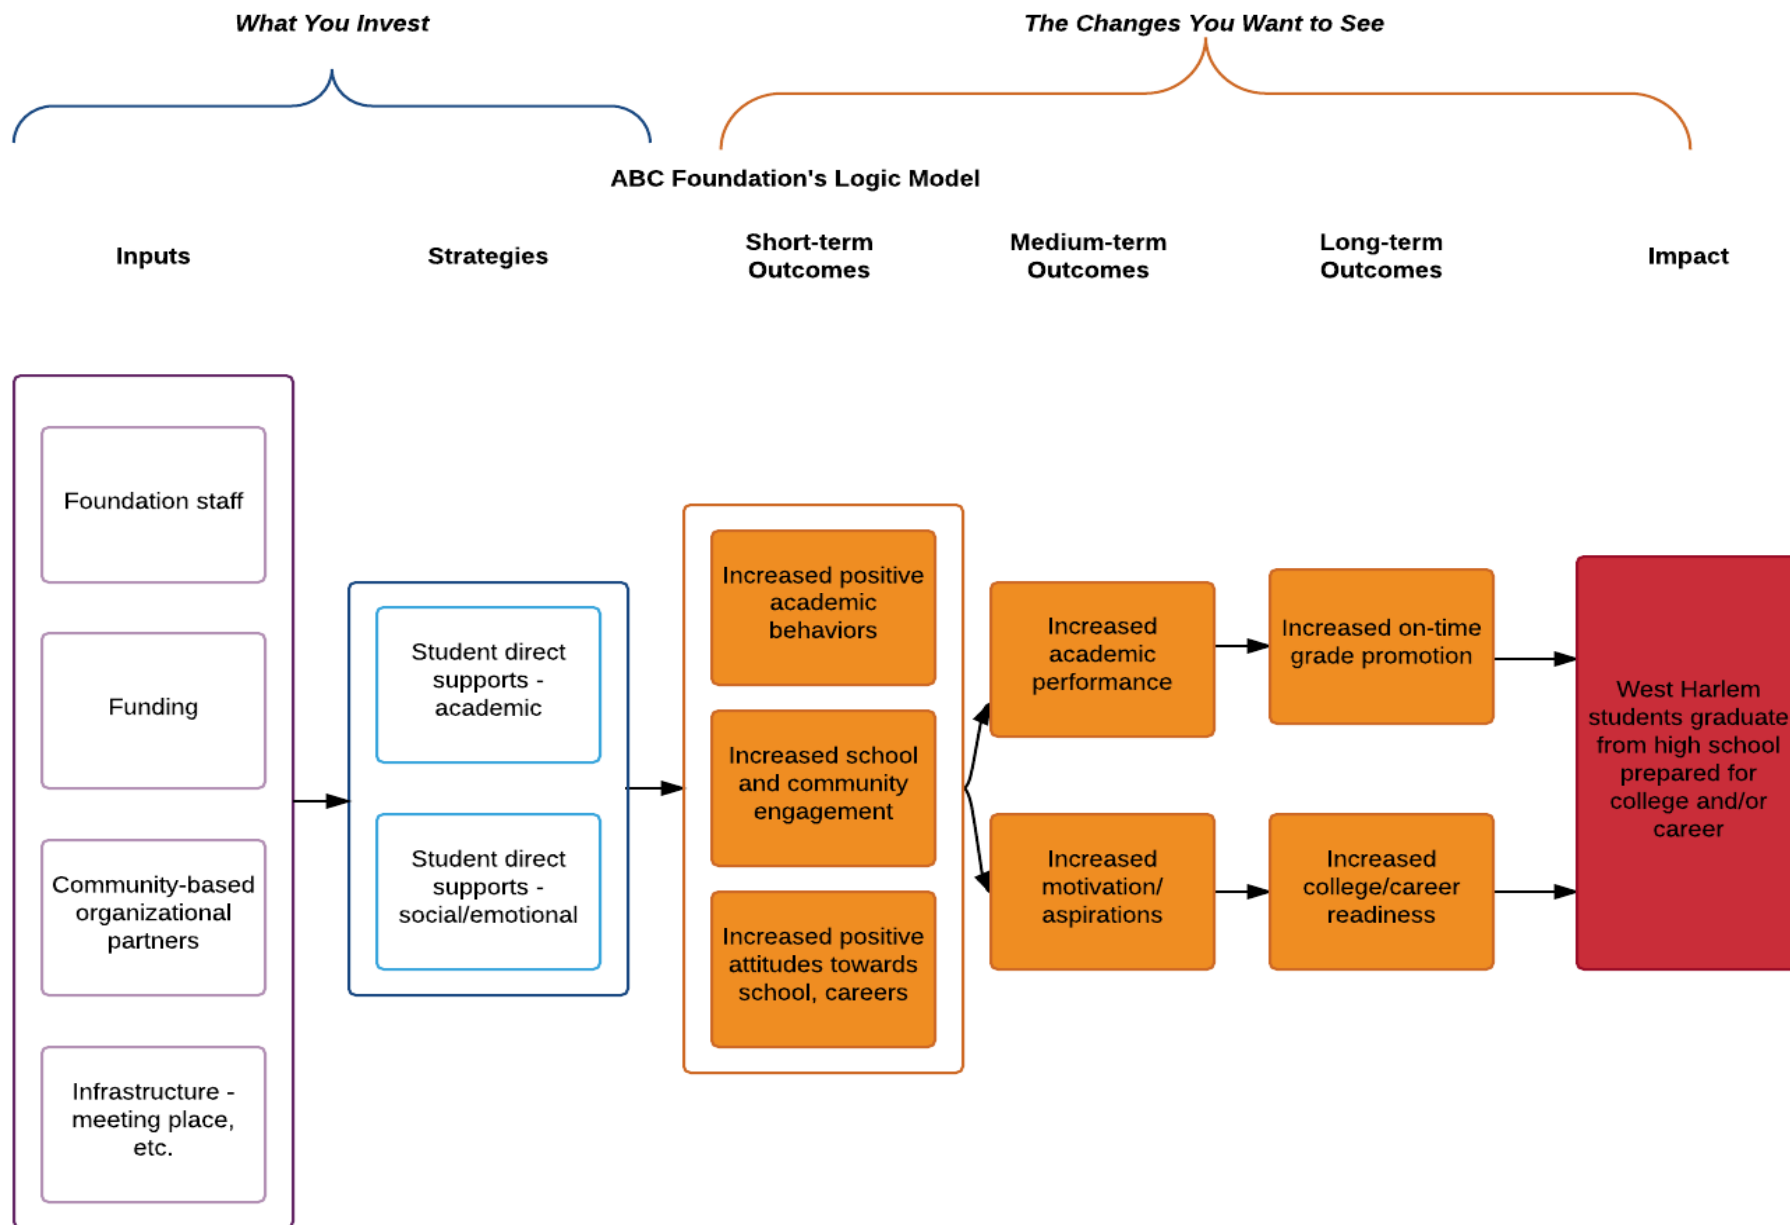 What You Invest
The Changes You Want to See
ABC Foundation's Logic Model
Inputs
Strategies
Short-term
Outcomes
Medium-term
Outcomes
Long-term
Outcomes
Impact
Foundation staff
Funding
Community-based
organizational
partners
Infrastructure -
meeting place,
etc.
Student direct
supports -
academic
Student direct
supports -
social/emotional
Increased positive
academic
behaviors
Increased school
and community
engagement
Increased positive
attitudes towards
school, careers
Increased
academic
performance
Increased
motivation/
aspirations
Increased on-time
grade promotion
Increased
college/career
readiness
West Harlem
students graduate
from high school
prepared for
college and/or
career